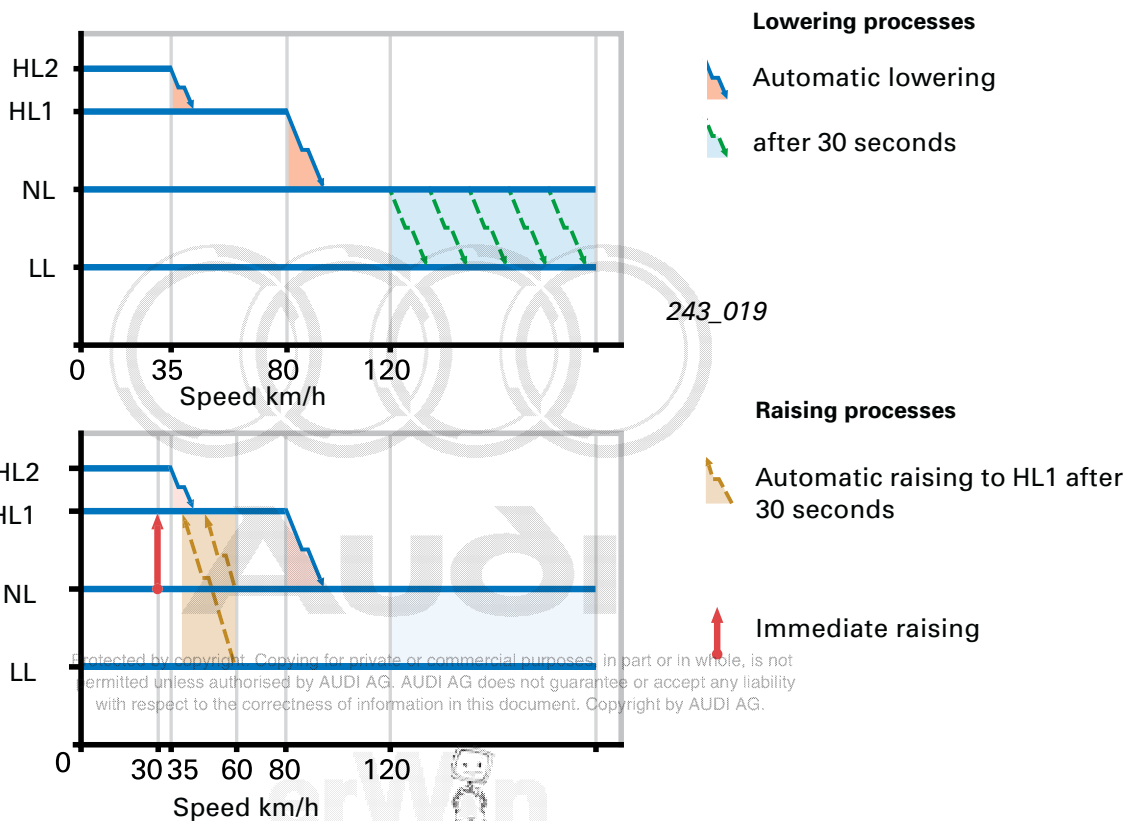 Lowering processes
HL2
Automatic lowering
HL1
after 30 seconds
NL
LL
243_019
0 35 80 120
Speed km/h
Raising processes
HL2
Automatic raising to HL1 after
30 seconds
HL1
Audi
NL
Immediate raising
LL
Protected by copyright. Copying for private or commercial purposes, in part or in whole, is not
permitted unless authorised by AUDI AG. AUDI AG does not guarantee or accept any liability
with respect to the correctness of information in this document. Copyright by AUDI AG.
0 30 35 60 80 120
Speed km/h
erWin